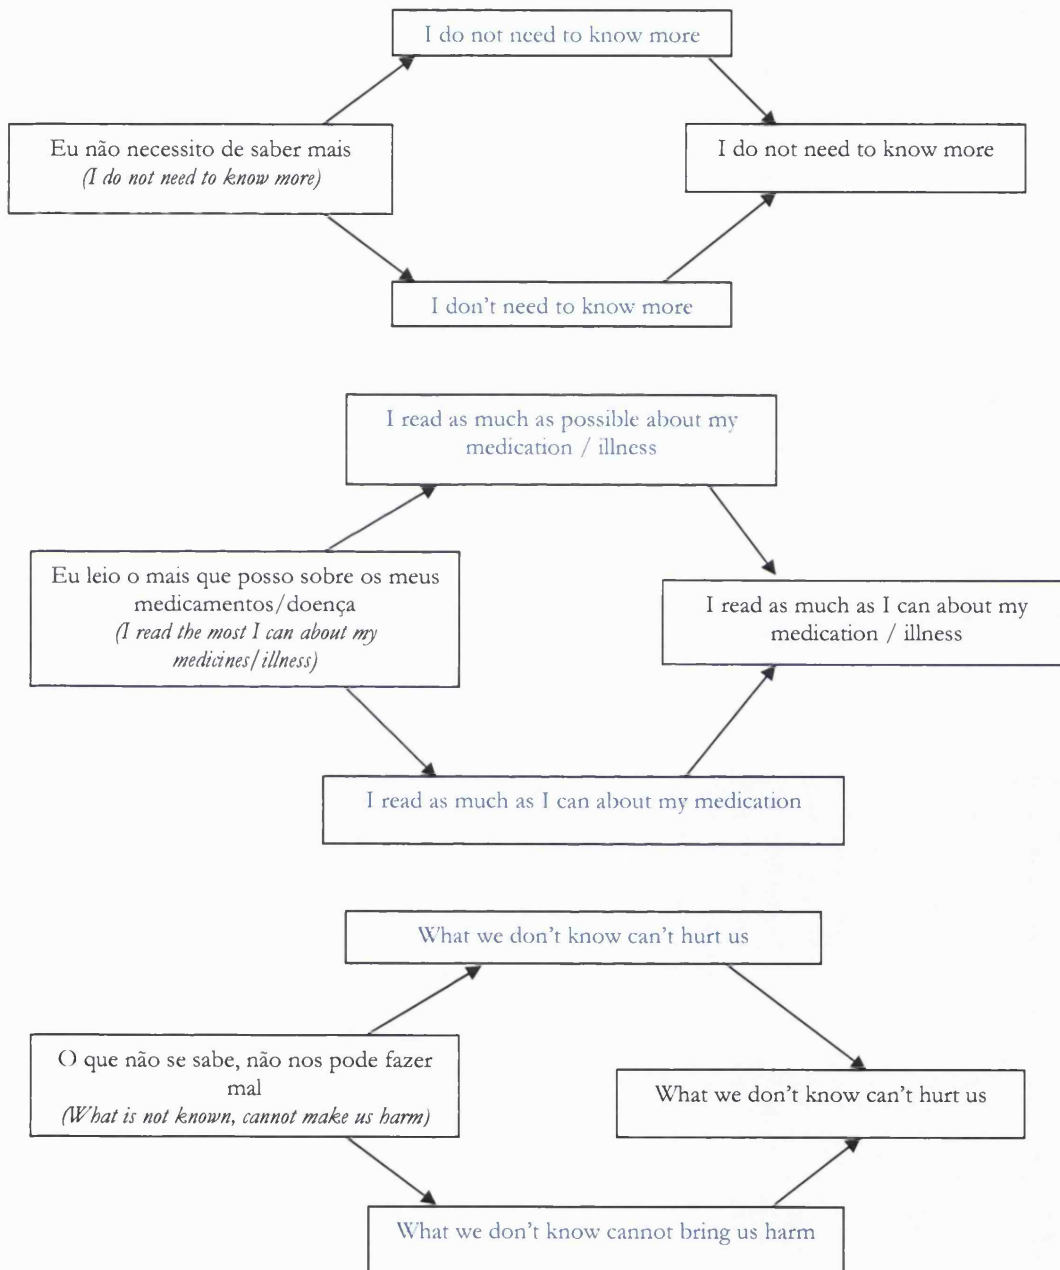 I do not need to know more
Eu não necessito de saber mais
(I do not need to know more)
I do not need to know more
I don't need to know more
I read as much as possible about my
medication / illness
Eu leio o mais que posso sobre os meus
medicamentos/doença
(I read the most I can about my
medicines/illness)
I read as much as I can about my
medication / illness
I read as much as I can about my medication
What we don't know can't hurt us
O que não se sabe, não nos pode fazer
mal
(What is not known, cannot make us harm)
What we don't know can't hurt us
What we don't know cannot bring us harm